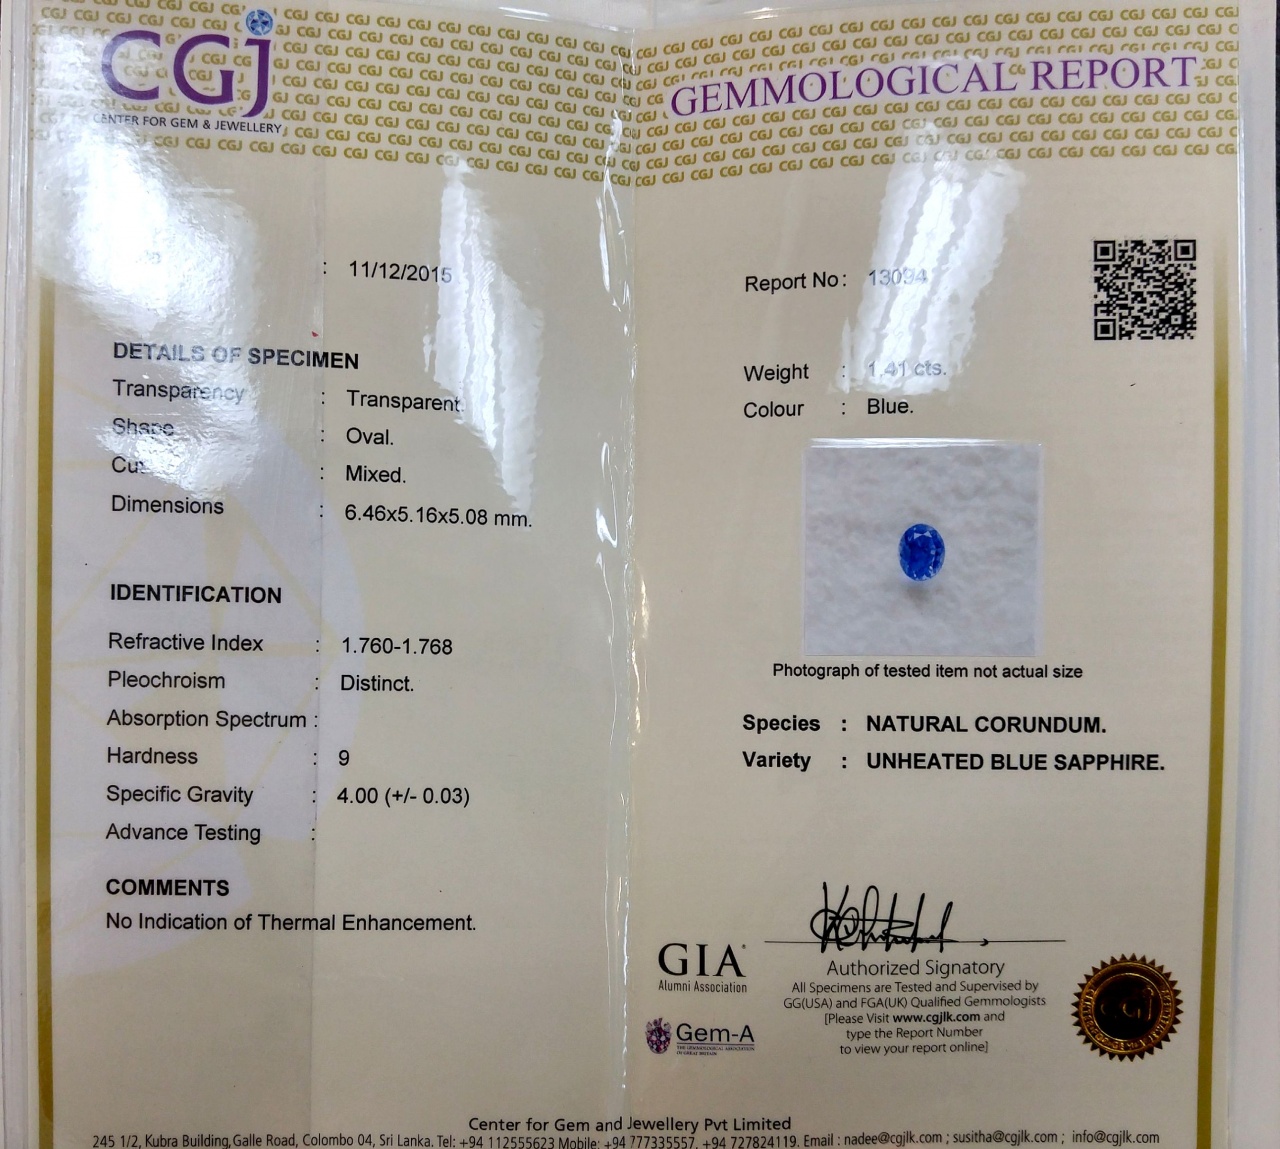 CGJ
CENTER FOR GEM & JEWELLERY
GEMMOLOGICAL REPORT
: 11/12/2015
Report No : 13094
DETAILS OF SPECIMEN
Transparency : Transparent.
Shape : Oval.
Cut : Mixed.
Dimensions : 6.46x5.16x5.08 mm.
Weight : 1.41 cts.
Colour : Blue.
Photograph of tested item not actual size
IDENTIFICATION
Refractive Index : 1.760-1.768
Pleochroism : Distinct.
Absorption Spectrum :
Hardness : 9
Specific Gravity : 4.00 (+/- 0.03)
Advance Testing :
Species : NATURAL CORUNDUM.
Variety : UNHEATED BLUE SAPPHIRE.
COMMENTS
No Indication of Thermal Enhancement.
GIA
Alumni Association
Gem-A
THE GEMMOLOGICAL ASSOCIATION
OF GREAT BRITAIN
Authorized Signatory
All Specimens are Tested and Supervised by
GG(USA) and FGA(UK) Qualified Gemmologists
[Please Visit www.cgjlk.com and
type the Report Number
to view your report online]
CGJ
Center for Gem and Jewellery Pvt Limited
245 1/2, Kubra Building,Galle Road, Colombo 04, Sri Lanka. Tel: +94 112555623 Mobile: +94 777335557, +94 727824119. Email : nadee@cgjlk.com ; susitha@cgjlk.com ; info@cgjlk.com